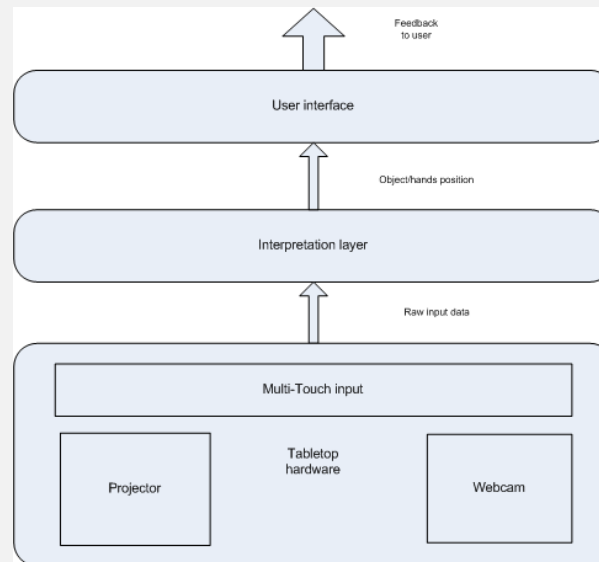 Feedback
to user
User interface
Object/hands position
Interpretation layer
Raw input data
Multi-Touch input
Tabletop
hardware
Projector
Webcam